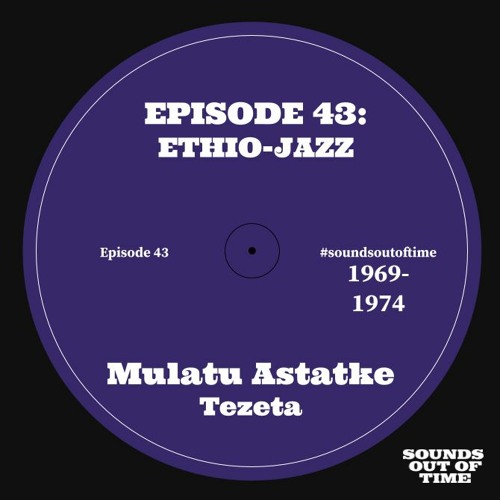 EPISODE 43:
ETHIO-JAZZ
Episode 43
#soundsoutoftime
1969-
1974
Mulatu Astatke
Tezeta
SOUNDS
OUT OF
TIME